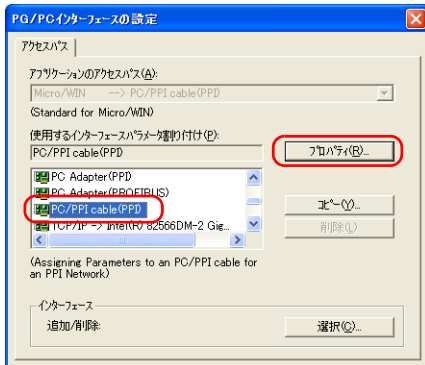 PG/PCインターフェースの設定
アクセスパス
アプリケーションのアクセスパス(A):
Micro/WIN --> PC/PPI cable(PPI)
(Standard for Micro/WIN)
使用するインターフェースパラメータ割り付け(P):
PC/PPI cable(PPI)
プロパティ(R)...
PC Adapter(PPI)
PC Adapter(PROFIBUS)
PC/PPI cable(PPI)
TCP/IP -> Intel(R) 82566DM-2 Gig...
コピー(Y)...
削除(L)
(Assigning Parameters to an PC/PPI cable for
an PPI Network)
インターフェース
追加/削除:
選択(C)...